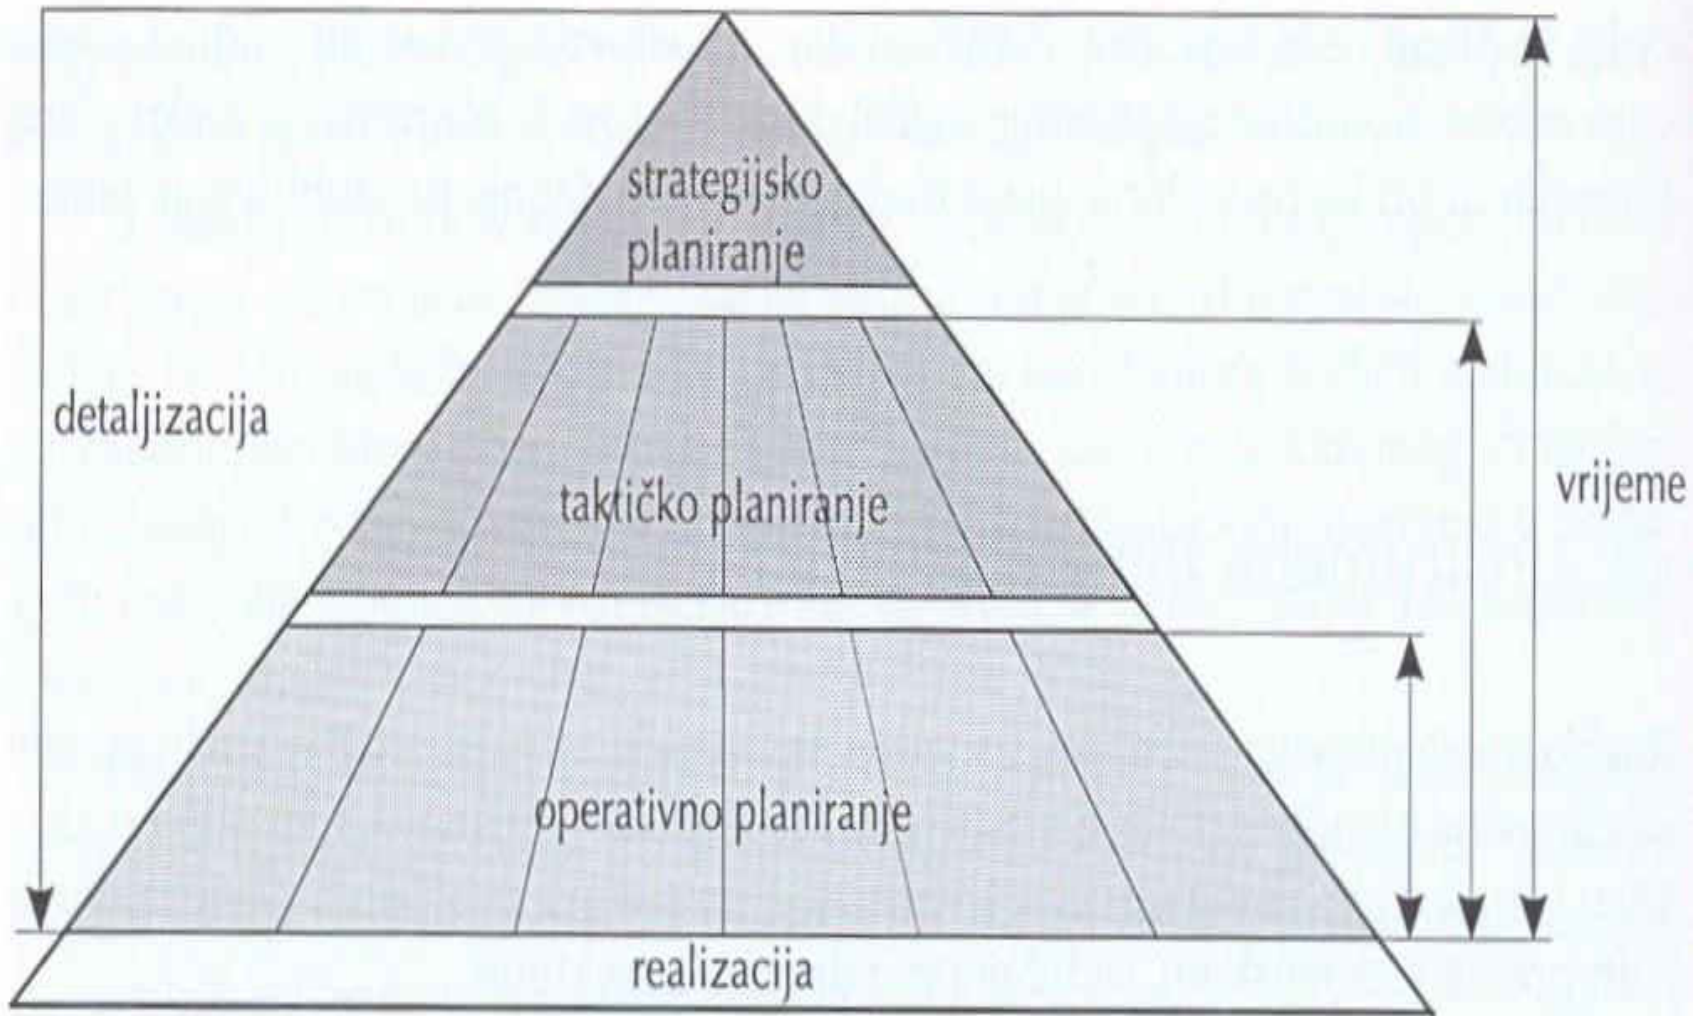 strategijsko
planiranje
detaljizacija
vrijeme
taktičko planiranje
operativno planiranje
realizacija